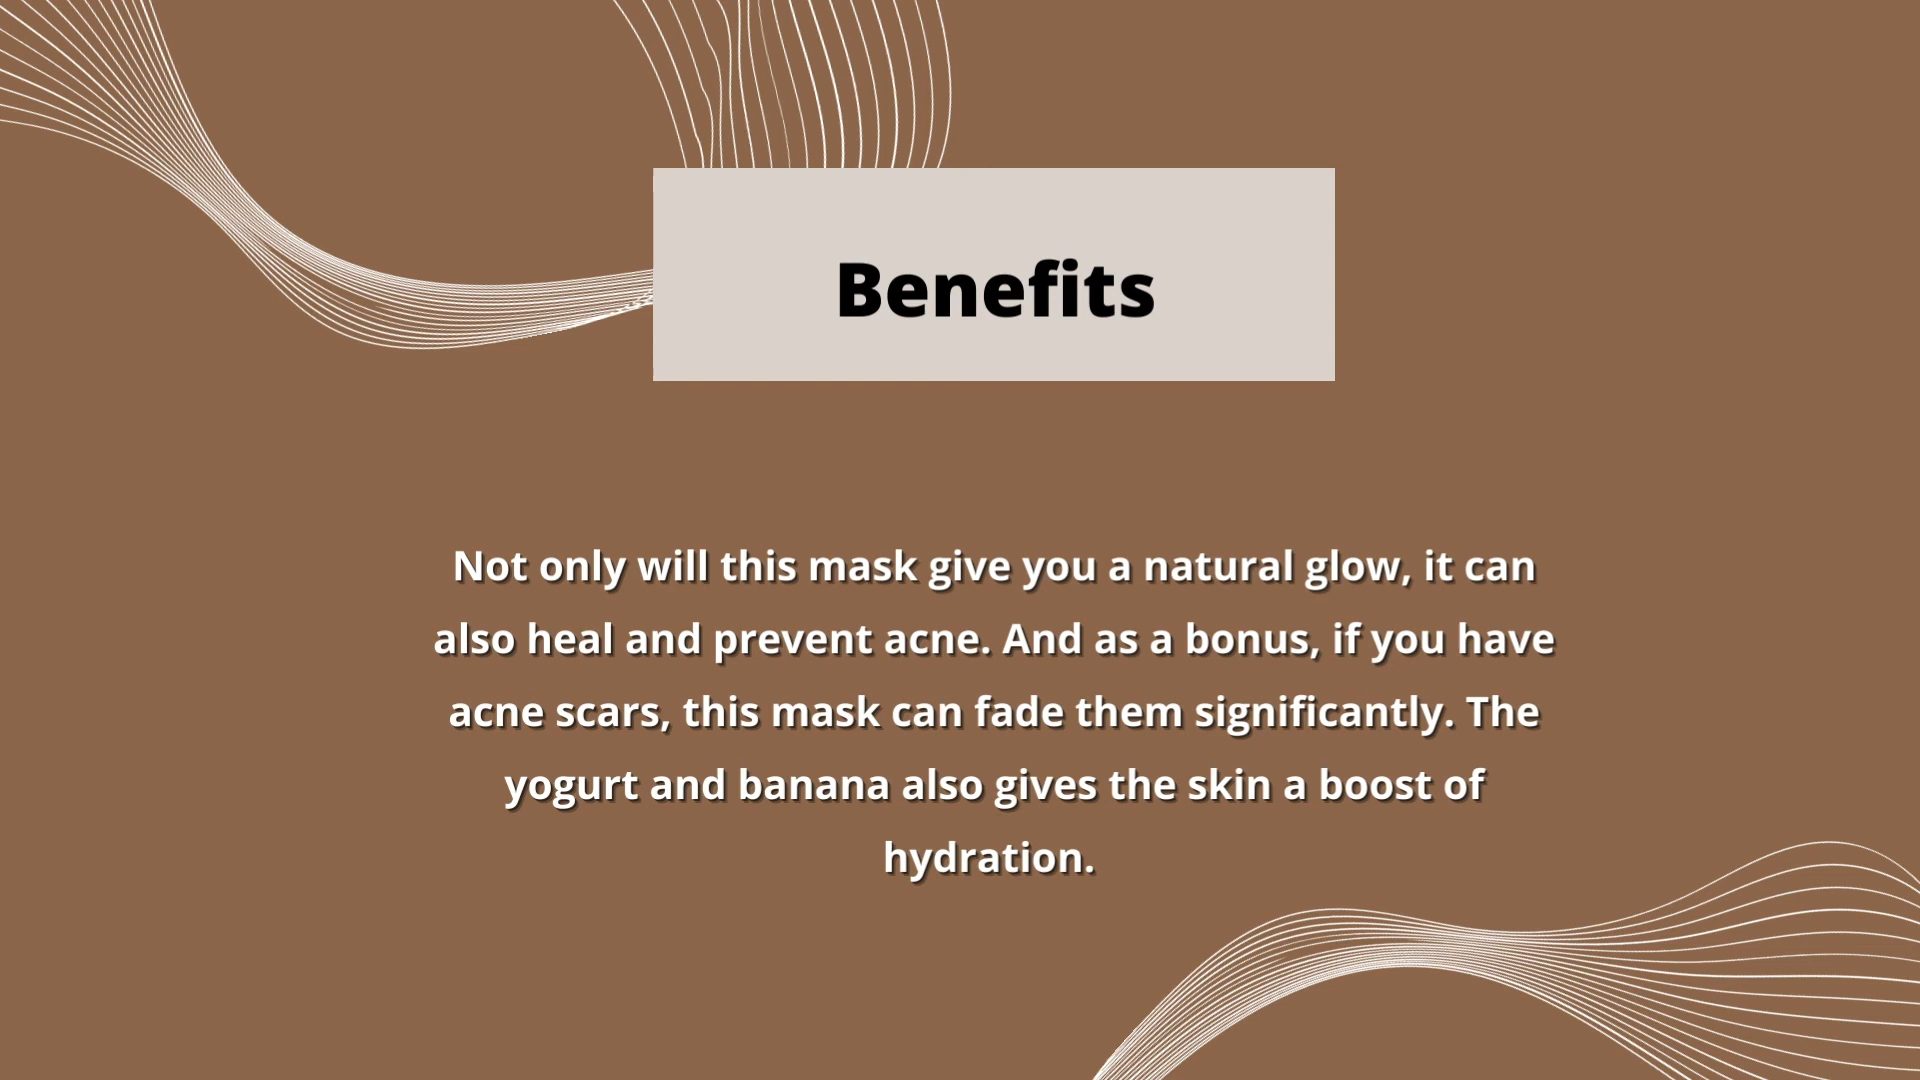 Benefits
Not only will this mask give you a natural glow, it can
also heal and prevent acne. And as a bonus, if you have
acne scars, this mask can fade them significantly. The
yogurt and banana also gives the skin a boost of
hydration.